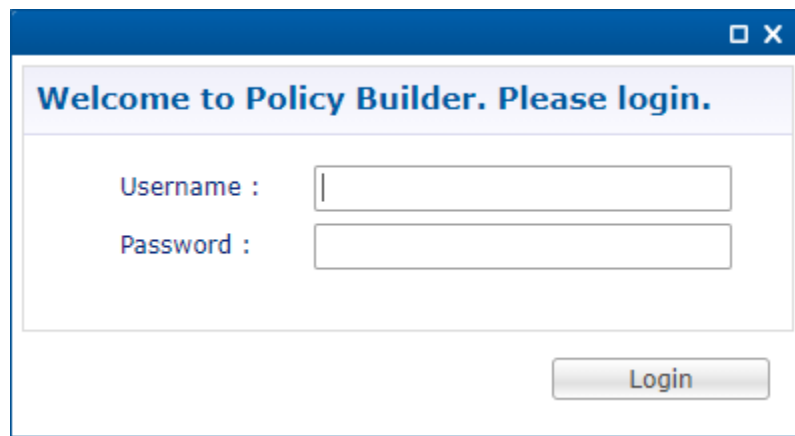 Welcome to Policy Builder. Please login.
Username :
Password :
Login